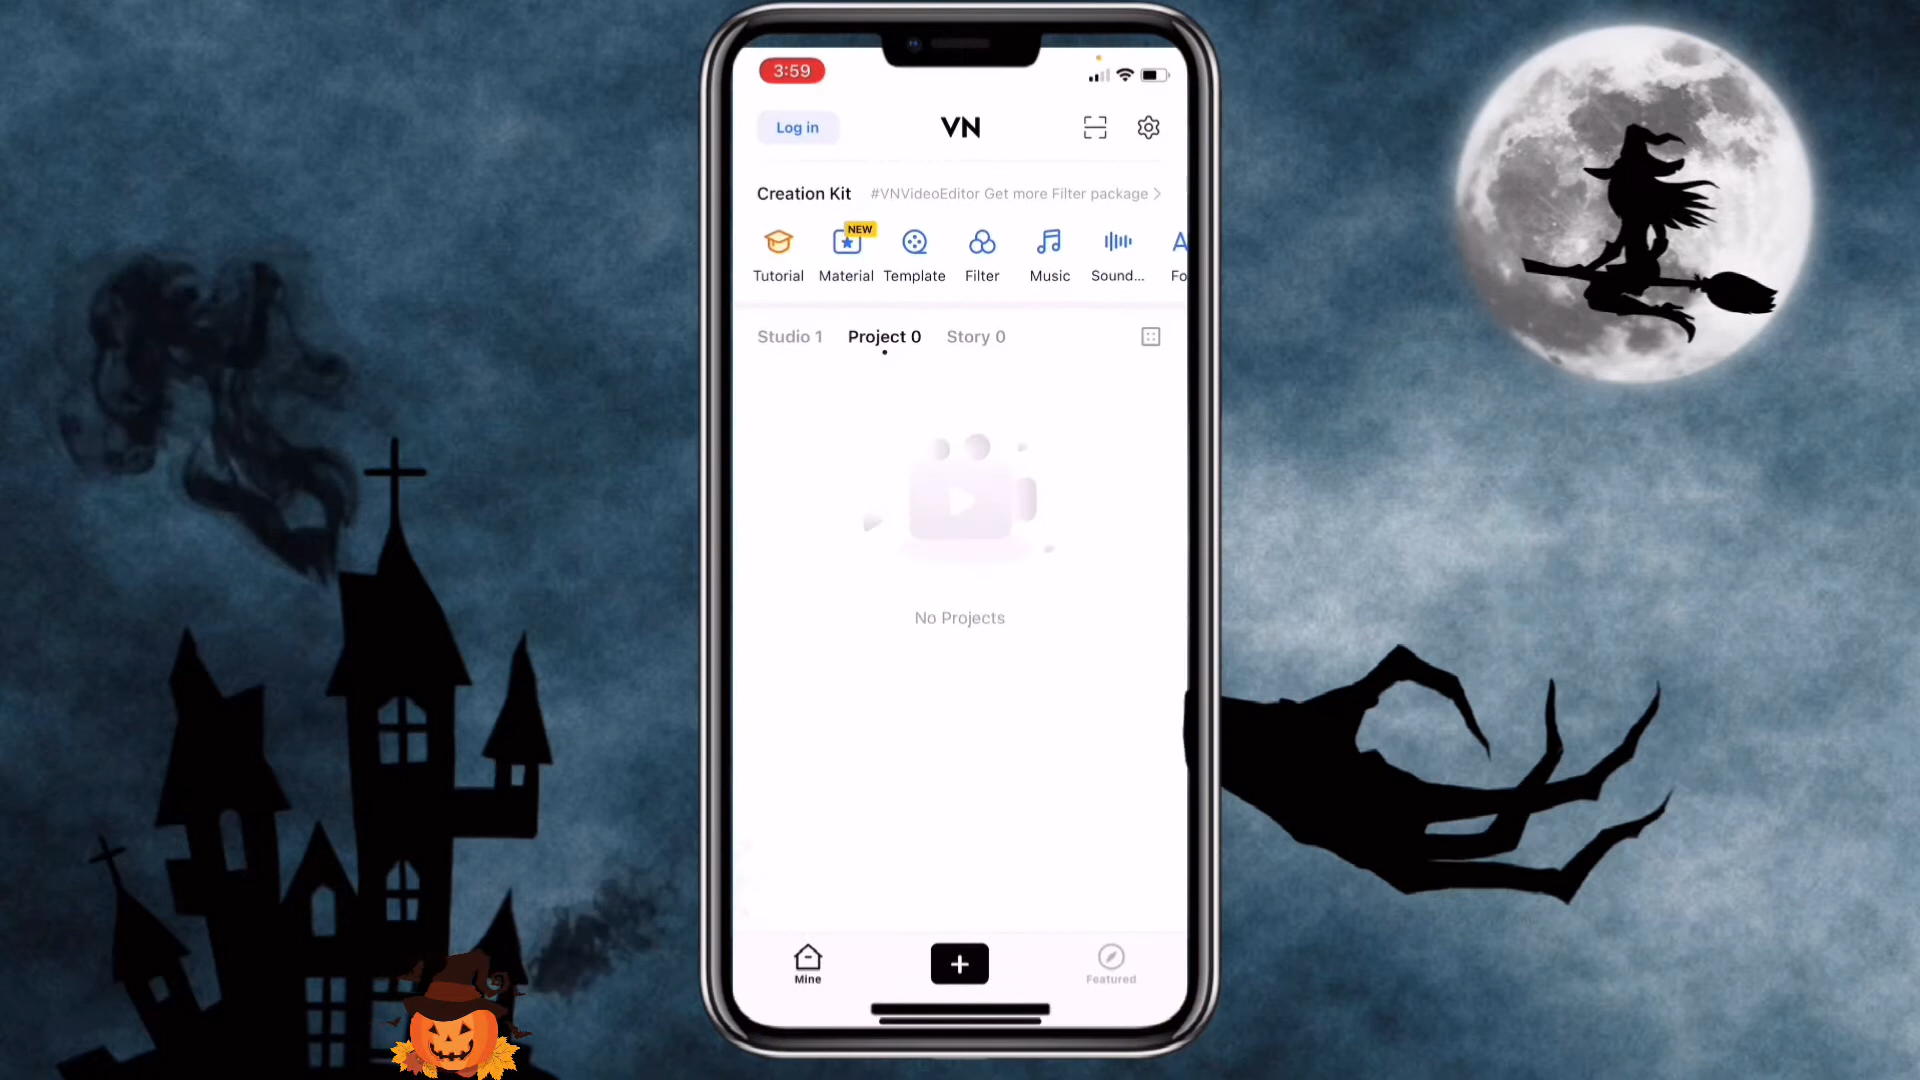 3:59
Log in
VN
Creation Kit #VNVideoEditor Get more Filter package >
NEW
Tutorial Material Template Filter Music Sound... Fo
Studio 1 Project 0 Story 0
No Projects
Mine Featured